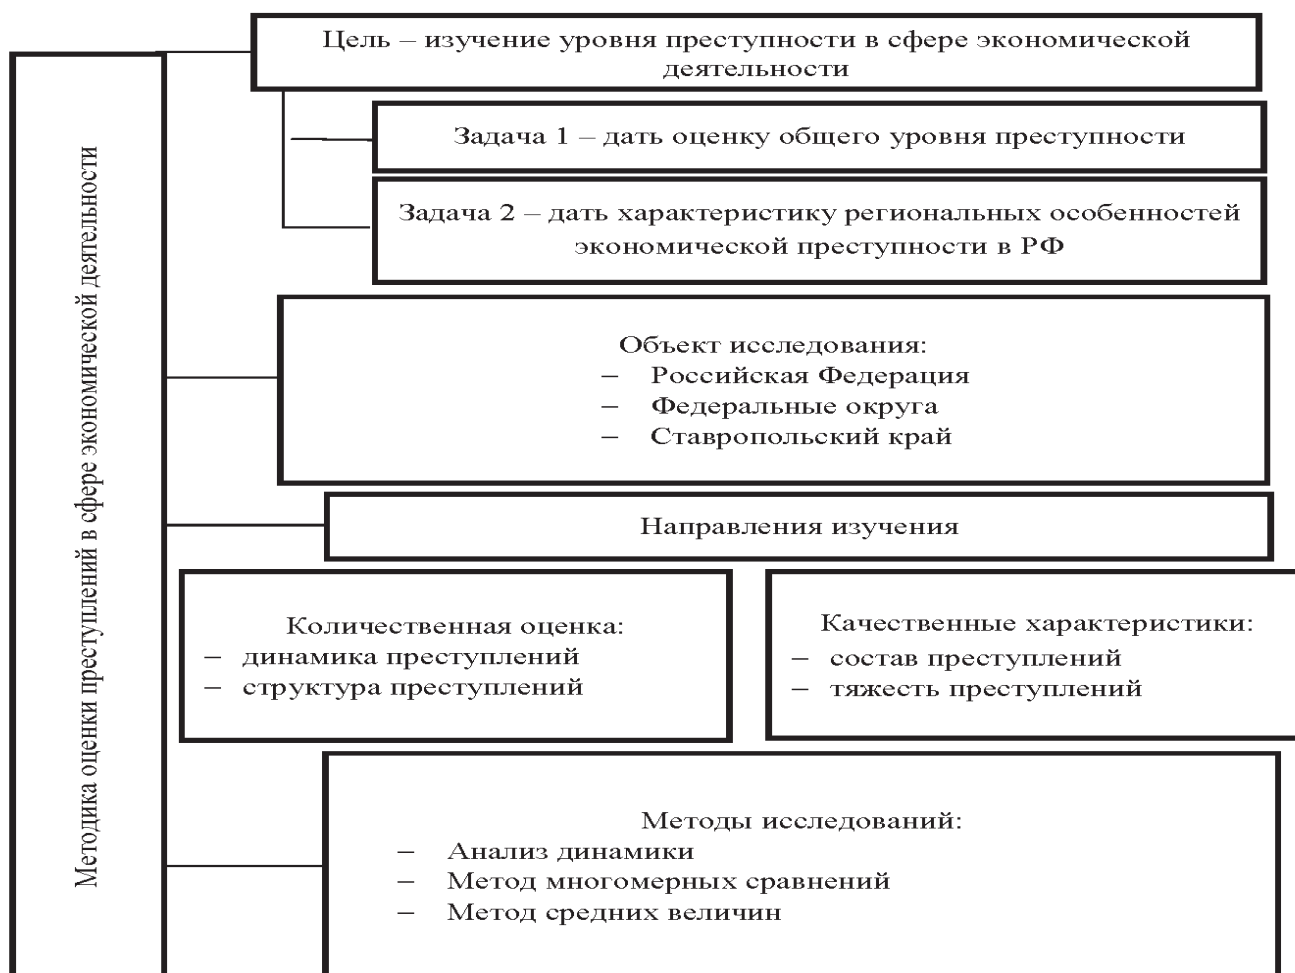 Методика оценки преступлений в сфере экономической деятельности
Цель – изучение уровня преступности в сфере экономической
деятельности
Задача 1 – дать оценку общего уровня преступности
Задача 2 – дать характеристику региональных особенностей
экономической преступности в РФ
Объект исследования:
– Российская Федерация
– Федеральные округа
– Ставропольский край
Направления изучения
Количественная оценка:
– динамика преступлений
– структура преступлений
Качественные характеристики:
– состав преступлений
– тяжесть преступлений
Методы исследований:
– Анализ динамики
– Метод многомерных сравнений
– Метод средних величин